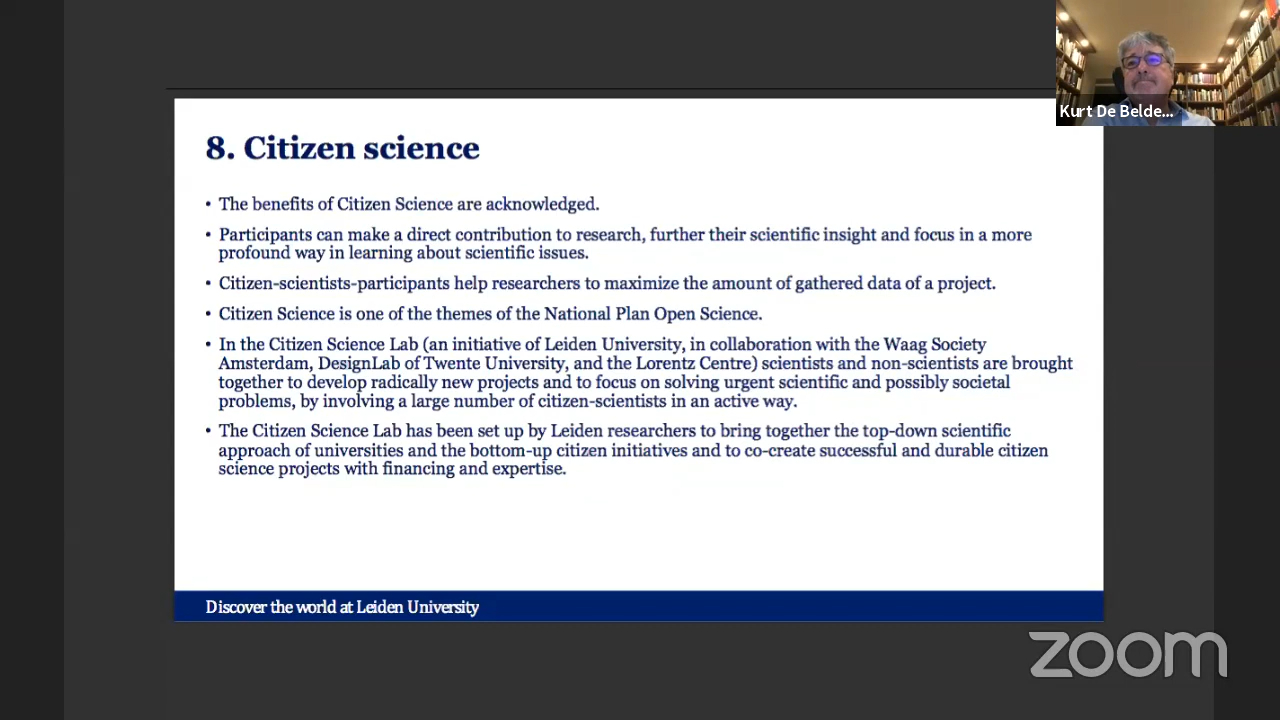 Kurt De Belde...
8. Citizen science
• The benefits of Citizen Science are acknowledged.
• Participants can make a direct contribution to research, further their scientific insight and focus in a more
profound way in learning about scientific issues.
• Citizen-scientists-participants help researchers to maximize the amount of gathered data of a project.
• Citizen Science is one of the themes of the National Plan Open Science.
• In the Citizen Science Lab (an initiative of Leiden University, in collaboration with the Waag Society
Amsterdam, DesignLab of Twente University, and the Lorentz Centre) scientists and non-scientists are brought
together to develop radically new projects and to focus on solving urgent scientific and possibly societal
problems, by involving a large number of citizen-scientists in an active way.
• The Citizen Science Lab has been set up by Leiden researchers to bring together the top-down scientific
approach of universities and the bottom-up citizen initiatives and to co-create successful and durable citizen
science projects with financing and expertise.
Discover the world at Leiden University
zoom